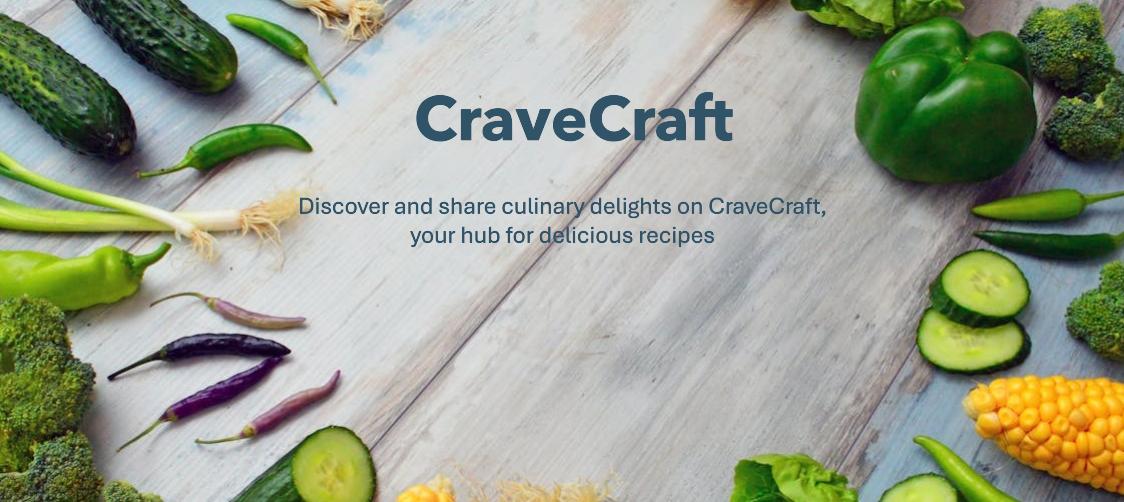 CraveCraft
Discover and share culinary delights on CraveCraft,
your hub for delicious recipes